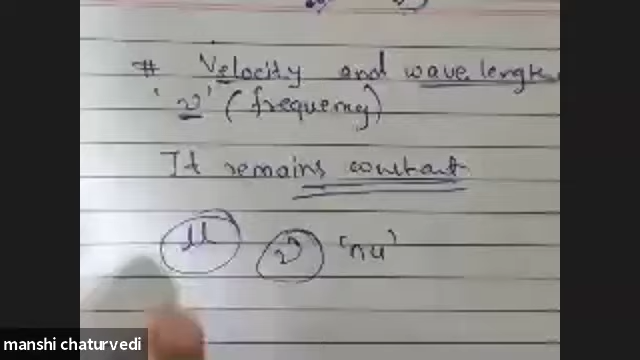 # Velocity and wave length
'ν' (frequency)
It remains constant
μ ν 'nu'
manshi chaturvedi